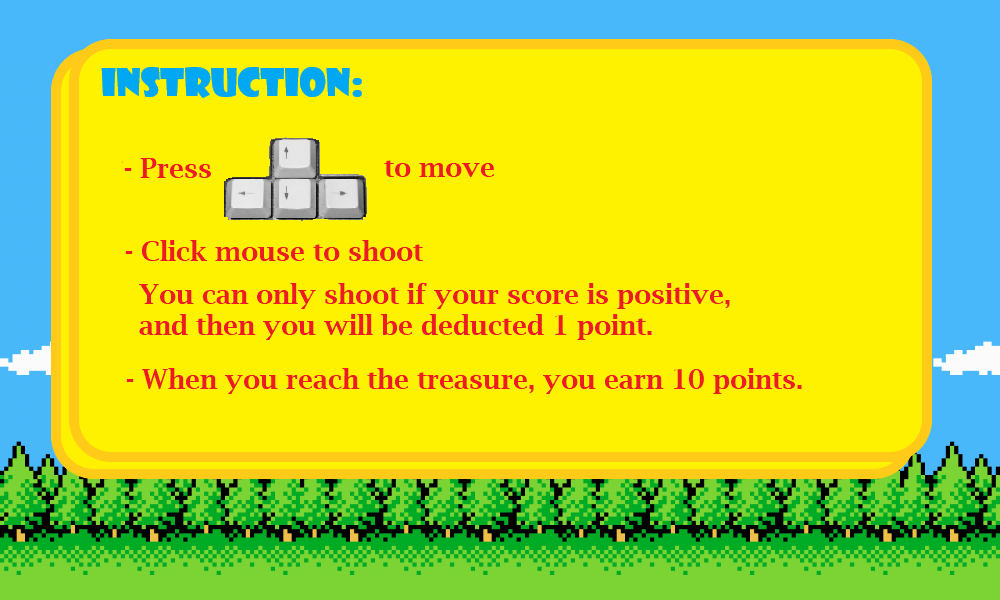 INSTRUCTION:
- Press ↑ ← ↓ → to move
- Click mouse to shoot
You can only shoot if your score is positive,
and then you will be deducted 1 point.
- When you reach the treasure, you earn 10 points.